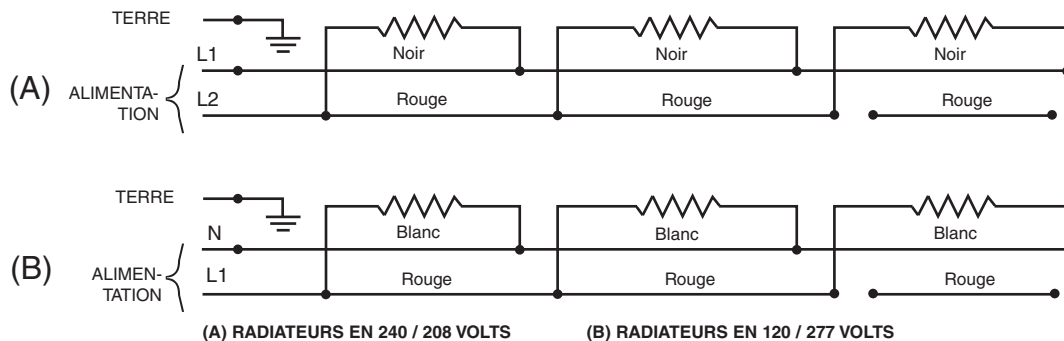 TERRE
L1
Noir
Noir
Noir
(A)
ALIMENTA-
TION
L2
Rouge
Rouge
Rouge
TERRE
N
Blanc
Blanc
Blanc
(B)
ALIMEN-
TATION
L1
Rouge
Rouge
Rouge
(A) RADIATEURS EN 240 / 208 VOLTS
(B) RADIATEURS EN 120 / 277 VOLTS